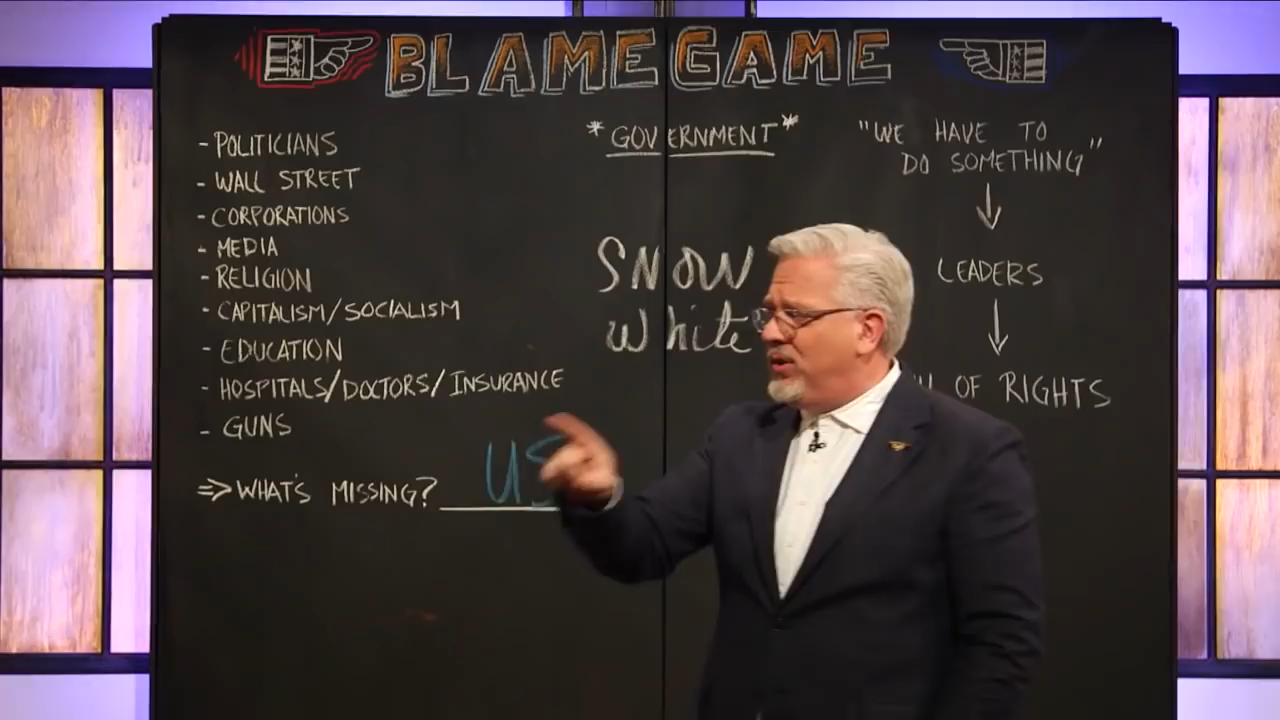 BLAME GAME
- POLITICIANS
- WALL STREET
- CORPORATIONS
- MEDIA
- RELIGION
- CAPITALISM/SOCIALISM
- EDUCATION
- HOSPITALS/DOCTORS/INSURANCE
- GUNS
⇒ WHAT'S MISSING? US
*GOVERNMENT*
SNOW
White
"WE HAVE TO
DO SOMETHING"
↓
LEADERS
↓
OF RIGHTS